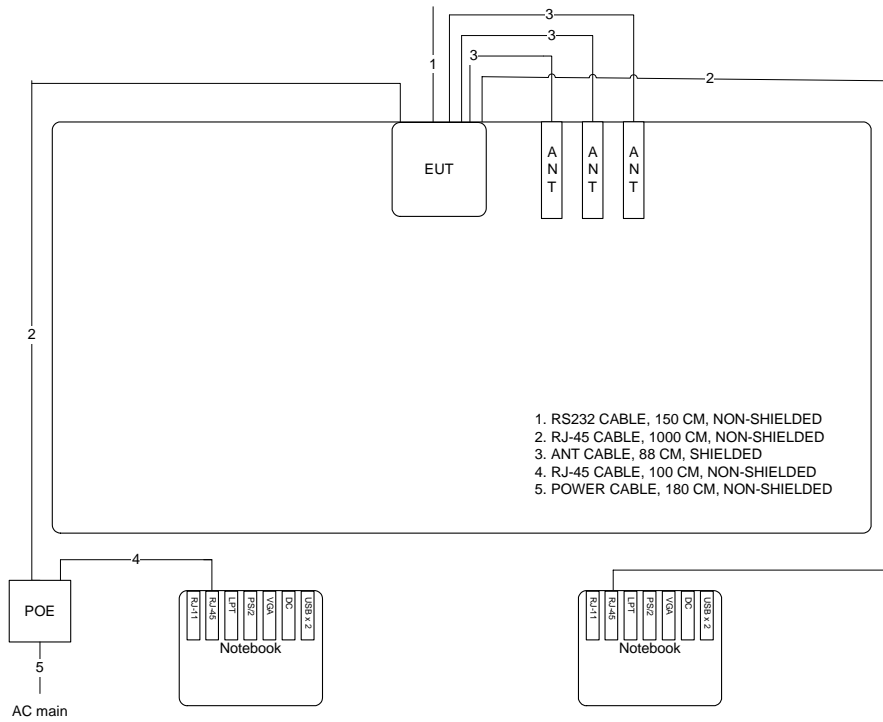 3
3
3
1
2
EUT
ANT
ANT
ANT
2
1. RS232 CABLE, 150 CM, NON-SHIELDED
2. RJ-45 CABLE, 1000 CM, NON-SHIELDED
3. ANT CABLE, 88 CM, SHIELDED
4. RJ-45 CABLE, 100 CM, NON-SHIELDED
5. POWER CABLE, 180 CM, NON-SHIELDED
4
POE
RJ-11
RJ-45
LPT
PS/2
VGA
DC
USB x 2
Notebook
RJ-11
RJ-45
LPT
PS/2
VGA
DC
USB x 2
Notebook
5
AC main